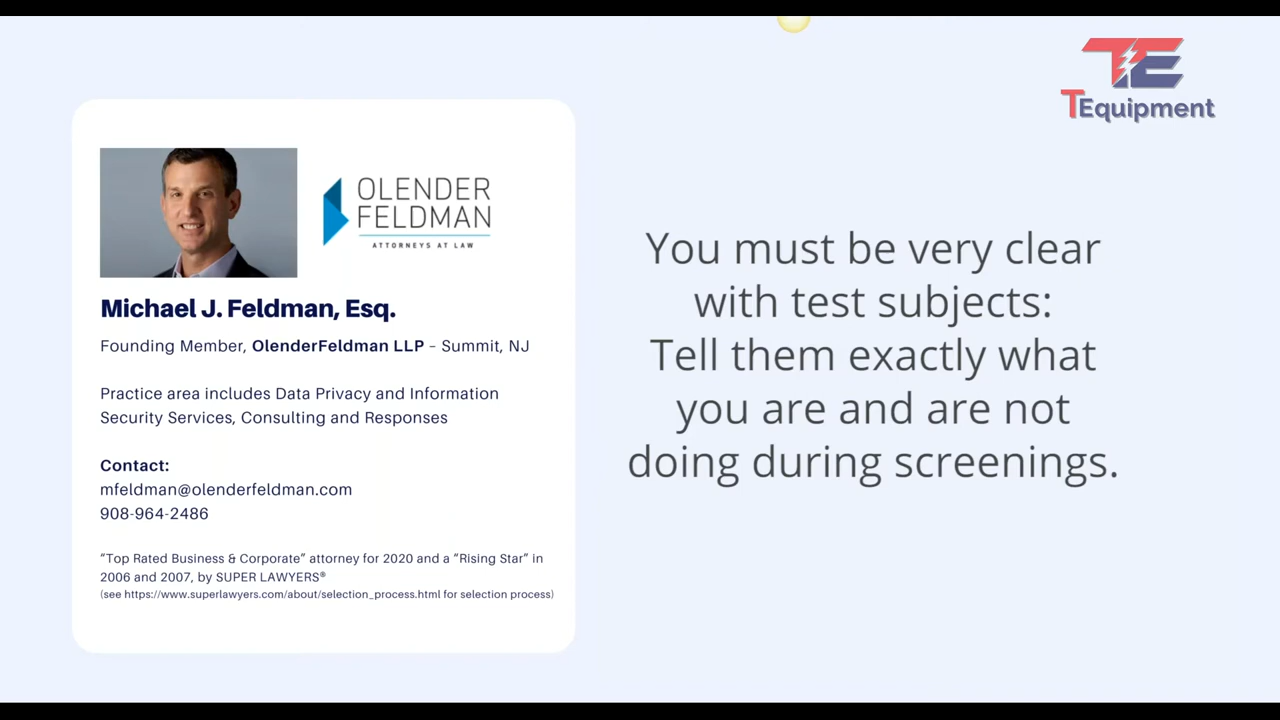 TE
TEquipment
OLENDER
FELDMAN
ATTORNEYS AT LAW
Michael J. Feldman, Esq.
Founding Member, OlenderFeldman LLP – Summit, NJ
Practice area includes Data Privacy and Information
Security Services, Consulting and Responses
Contact:
mfeldman@olenderfeldman.com
908-964-2486
“Top Rated Business & Corporate” attorney for 2020 and a “Rising Star” in
2006 and 2007, by SUPER LAWYERS®
(see https://www.superlawyers.com/about/selection_process.html for selection process)
You must be very clear
with test subjects:
Tell them exactly what
you are and are not
doing during screenings.